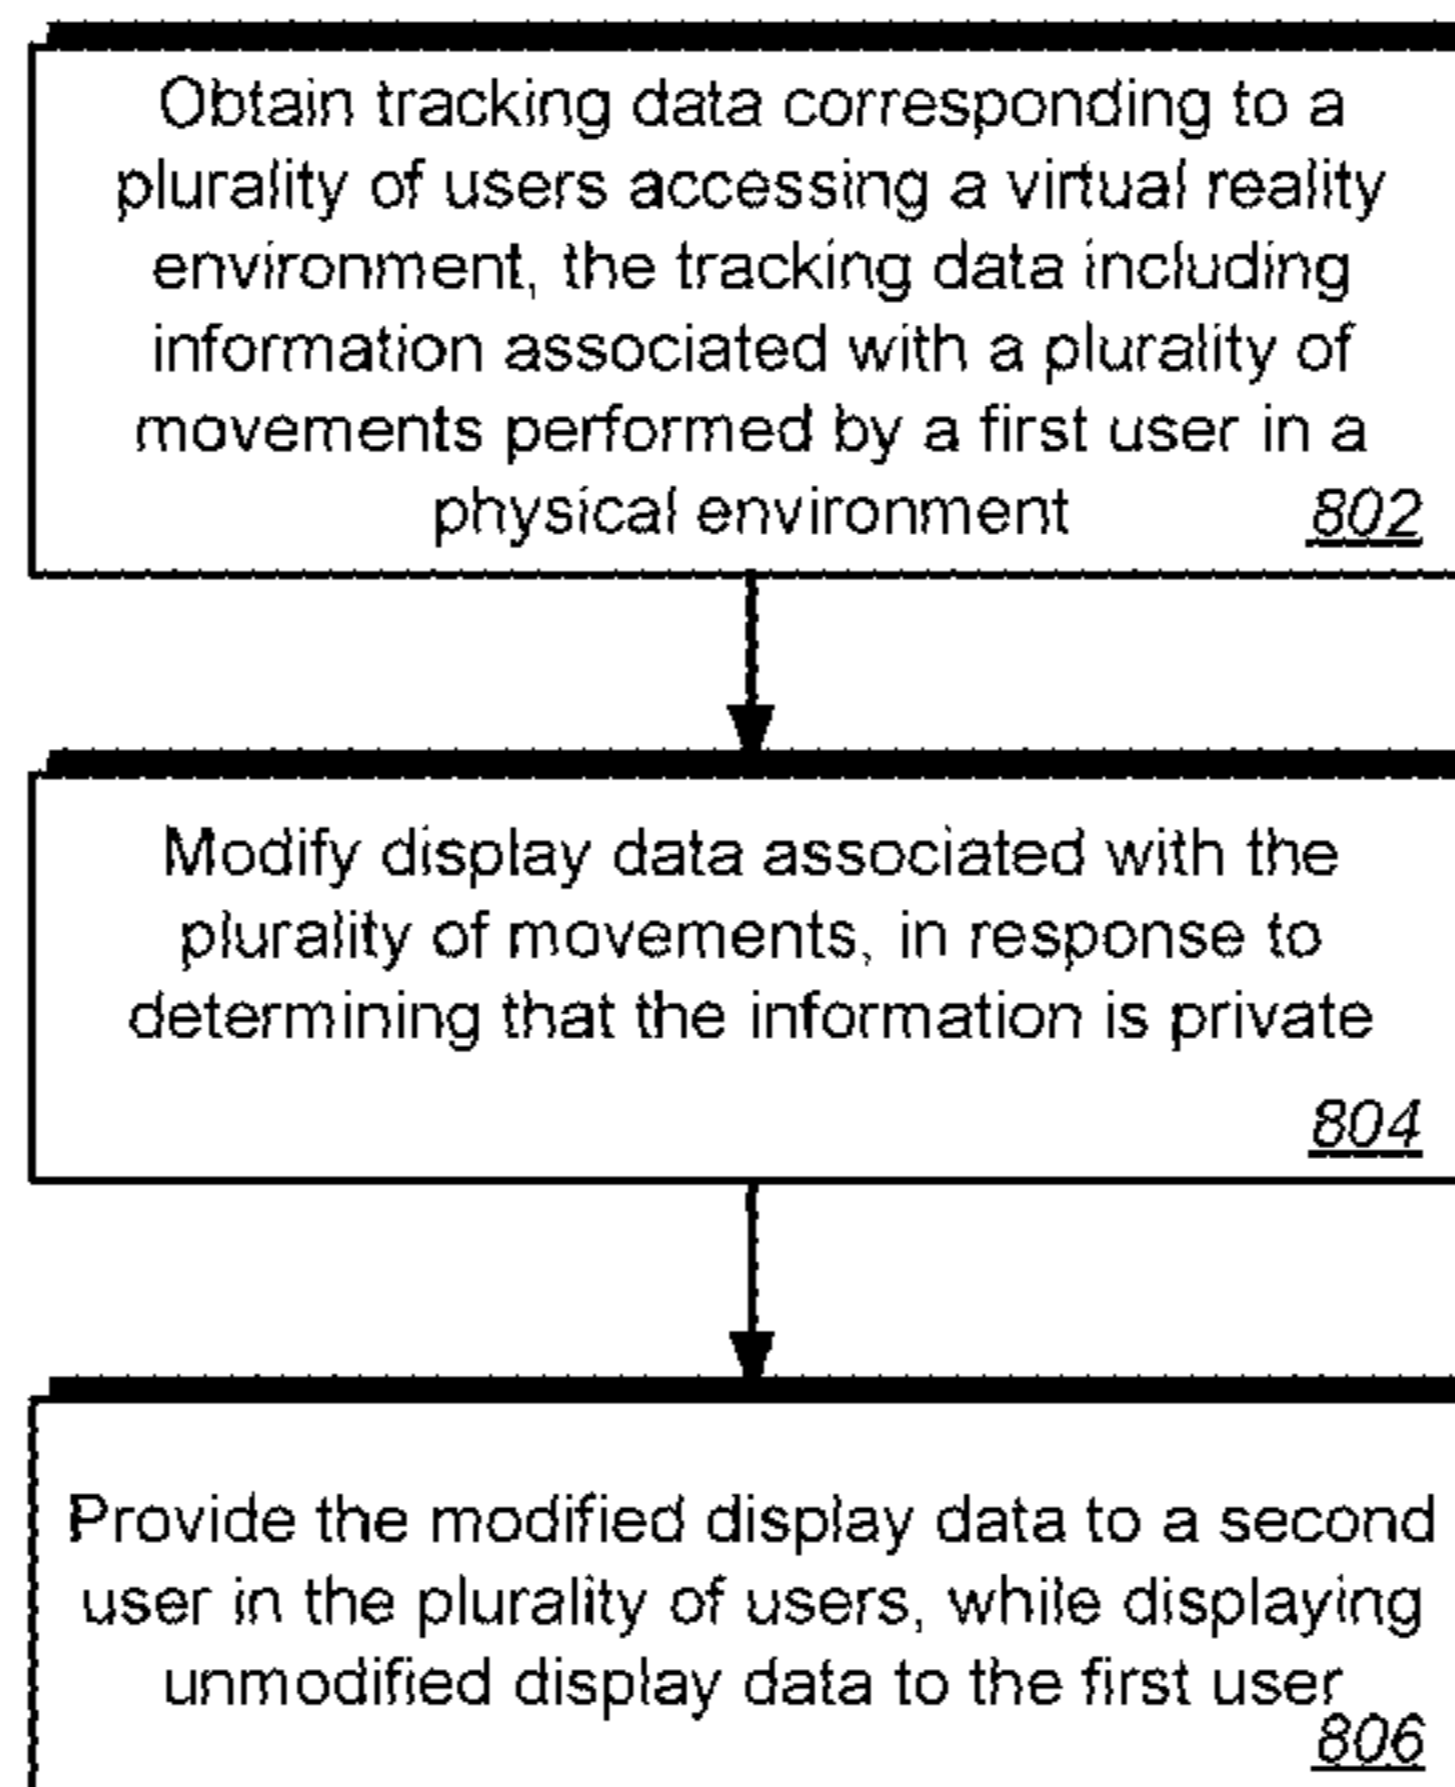 Obtain tracking data corresponding to a
plurality of users accessing a virtual reality
environment, the tracking data including
information associated with a plurality of
movements performed by a first user in a
physical environment 802
Modify display data associated with the
plurality of movements, in response to
determining that the information is private
804
Provide the modified display data to a second
user in the plurality of users, while displaying
unmodified display data to the first user
806